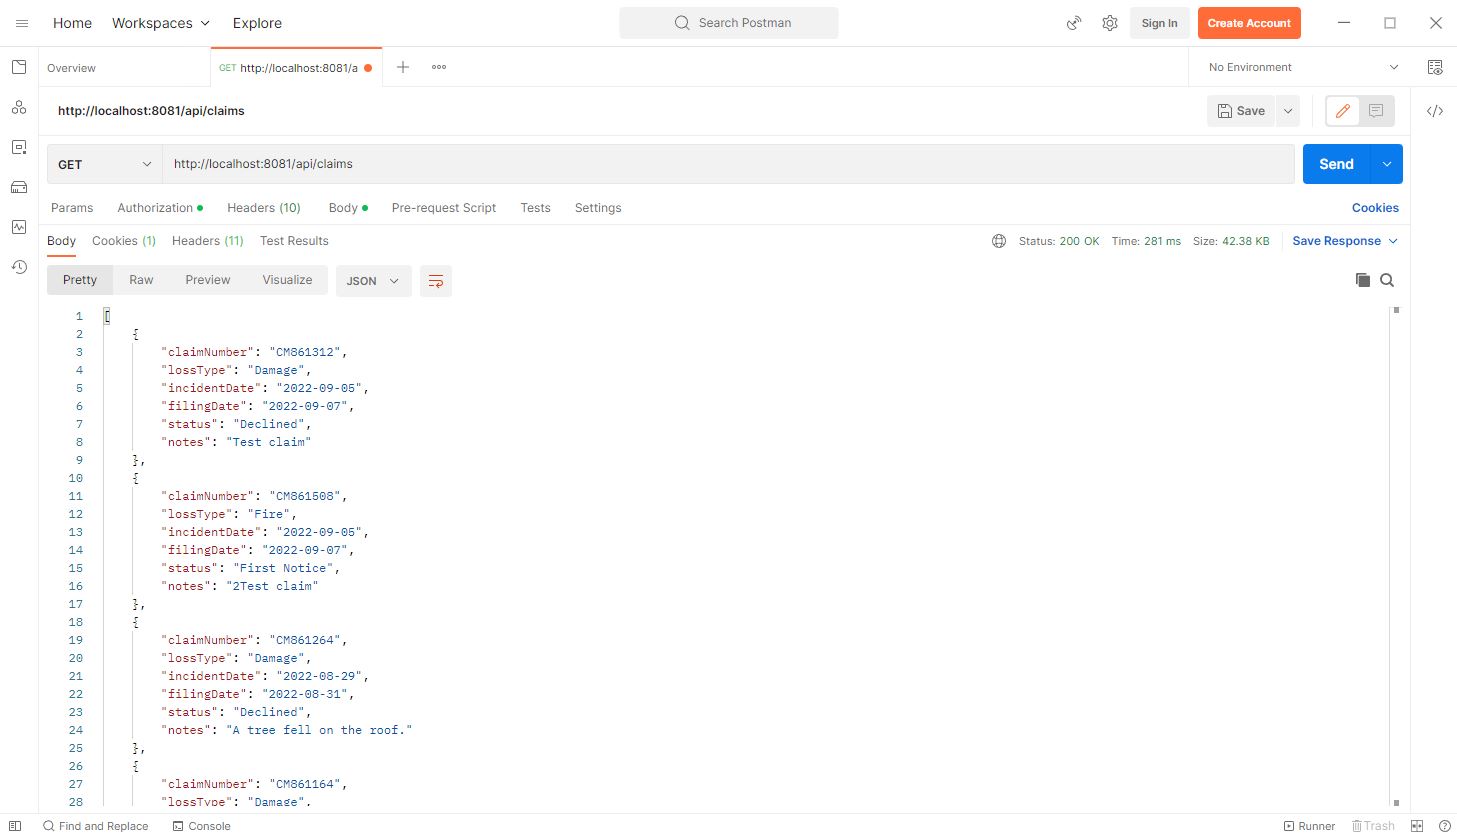 Home Workspaces Explore Search Postman Sign In Create Account
Overview GET http://localhost:8081/a No Environment
http://localhost:8081/api/claims Save
GET http://localhost:8081/api/claims Send
Params Authorization Headers (10) Body Pre-request Script Tests Settings Cookies
Body Cookies (1) Headers (11) Test Results Status: 200 OK Time: 281 ms Size: 42.38 KB Save Response
Pretty Raw Preview Visualize JSON
1 [
2 {
3 "claimNumber": "CM861312",
4 "lossType": "Damage",
5 "incidentDate": "2022-09-05",
6 "filingDate": "2022-09-07",
7 "status": "Declined",
8 "notes": "Test claim"
9 },
10 {
11 "claimNumber": "CM861508",
12 "lossType": "Fire",
13 "incidentDate": "2022-09-05",
14 "filingDate": "2022-09-07",
15 "status": "First Notice",
16 "notes": "2Test claim"
17 },
18 {
19 "claimNumber": "CM861264",
20 "lossType": "Damage",
21 "incidentDate": "2022-08-29",
22 "filingDate": "2022-08-31",
23 "status": "Declined",
24 "notes": "A tree fell on the roof."
25 },
26 {
27 "claimNumber": "CM861164",
28 "lossType": "Damage",
Find and Replace Console Runner Trash